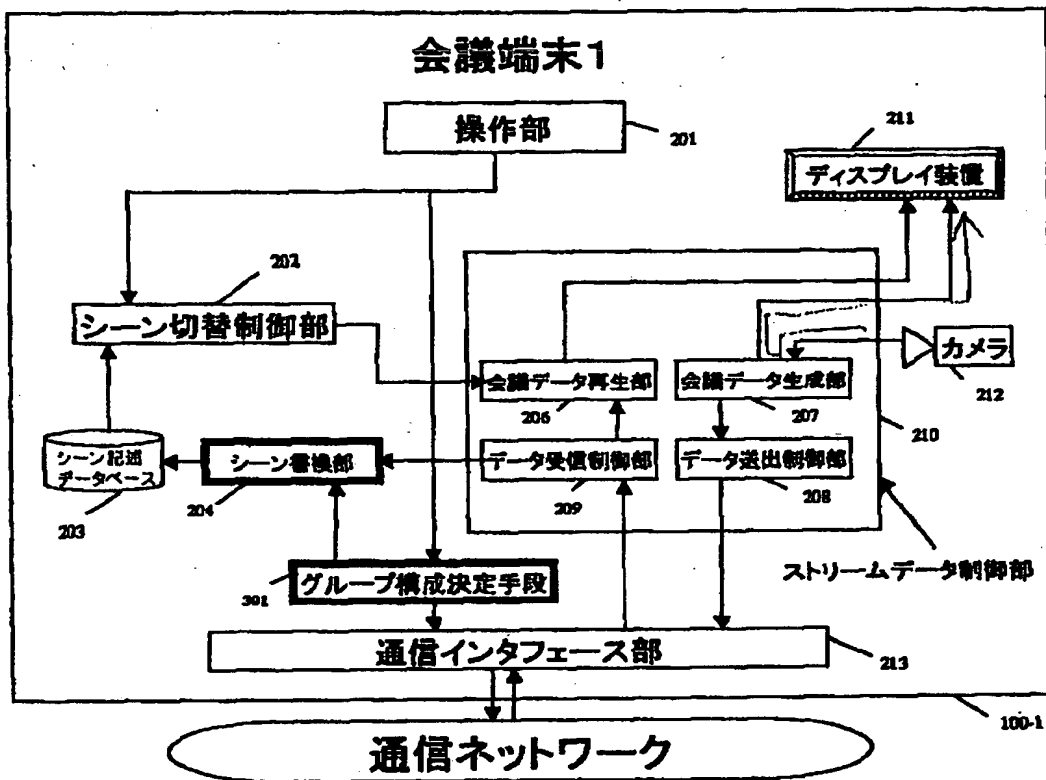 会議端末1
操作部
201
211
ディスプレイ装置
202
シーン切替制御部
カメラ
212
会議データ再生部
206
会議データ生成部
207
210
シーン記述
データベース
203
シーン書換部
204
データ受信制御部
209
データ送出制御部
208
ストリームデータ制御部
301
グループ構成決定手段
通信インタフェース部
213
100-1
通信ネットワーク